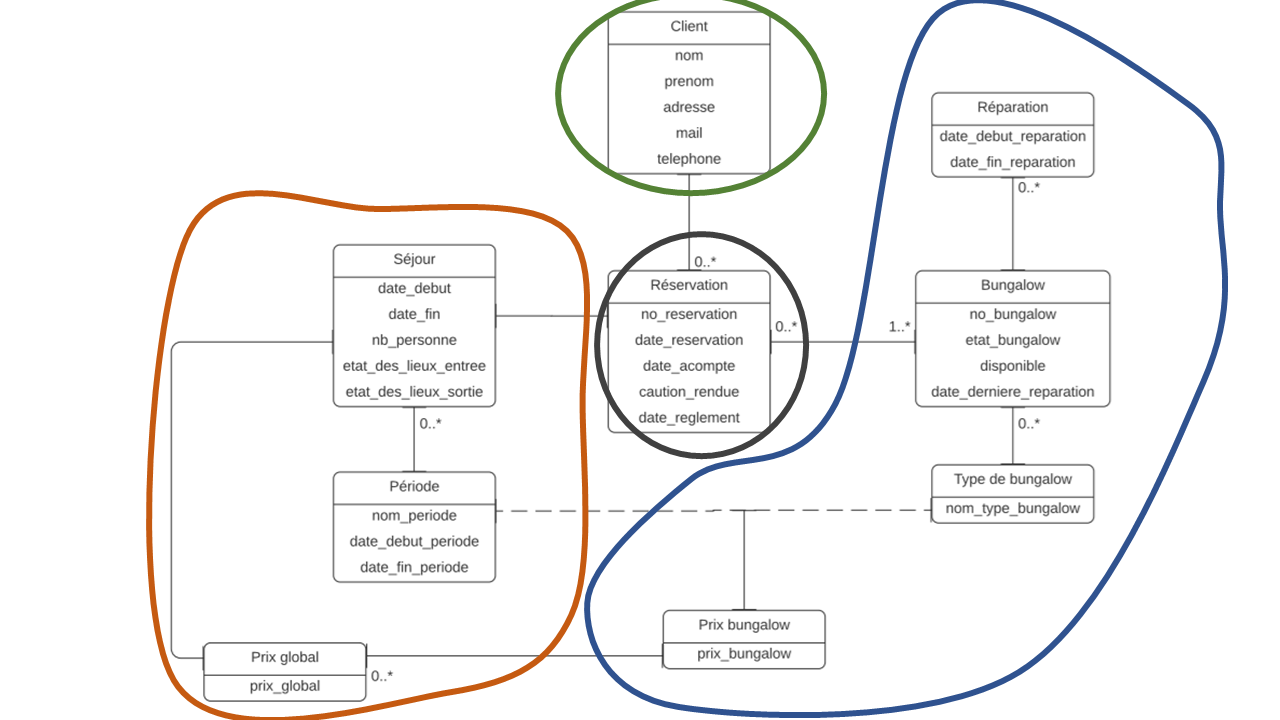 Client
nom
prenom
adresse
mail
telephone
0..*
Réparation
date_debut_reparation
date_fin_reparation
0..*
Séjour
date_debut
date_fin
nb_personne
etat_des_lieux_entree
etat_des_lieux_sortie
0..*
Réservation
no_reservation
date_reservation
date_acompte
caution_rendue
date_reglement
0..*
1..*
Bungalow
no_bungalow
etat_bungalow
disponible
date_derniere_reparation
0..*
Période
nom_periode
date_debut_periode
date_fin_periode
Type de bungalow
nom_type_bungalow
Prix bungalow
prix_bungalow
Prix global
prix_global
0..*